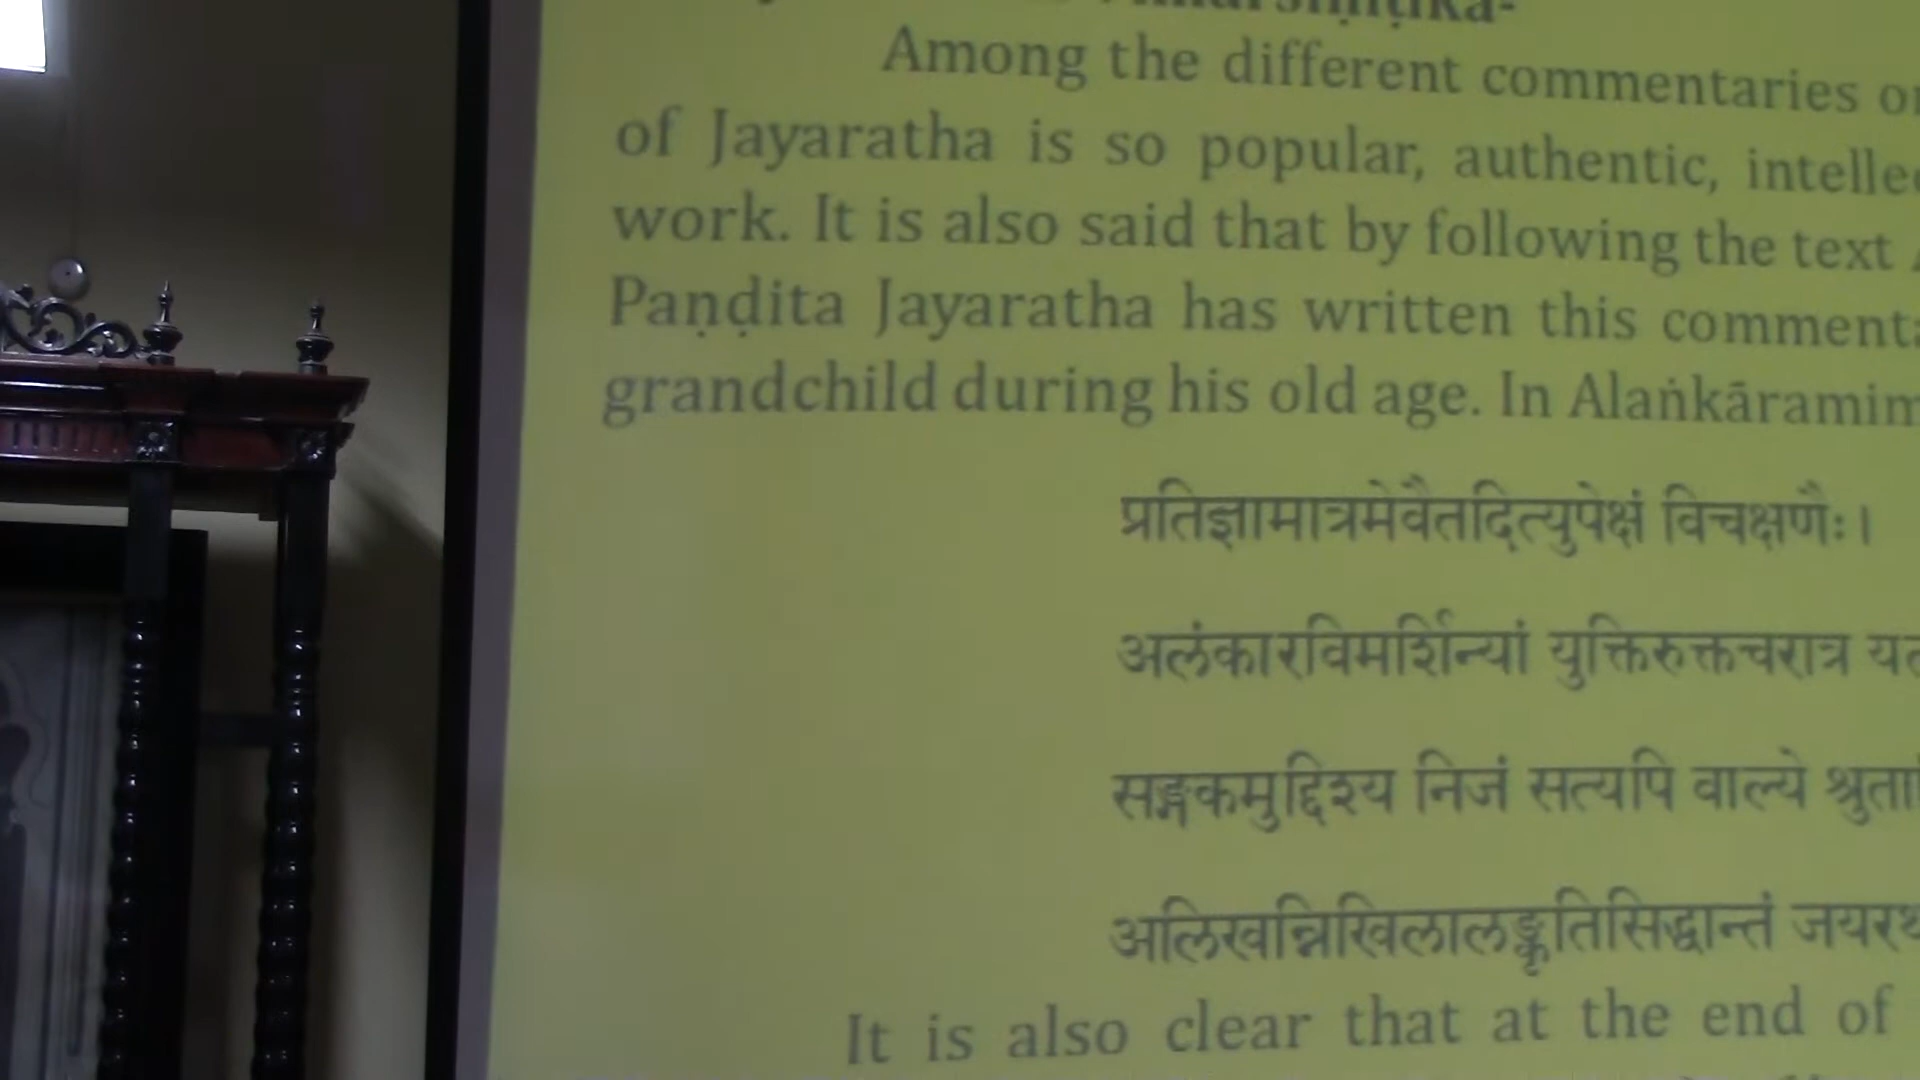 Among the different commentaries
of Jayaratha is so popular, authentic,
work. It is also said that by following the text
Paṇḍita Jayaratha has written this
grandchild during his old age. In
प्रतिज्ञामात्रमेवैतदित्युपेक्षं विचक्षणैः।
अलंकारविमर्शिन्यां युक्तिरुक्तचरात्र
सङ्गकमुद्दिश्य निजं सत्यपि वाल्ये
अलिखन्निखिलालङ्कृतिसिद्धान्तं
It is also clear that at the end of